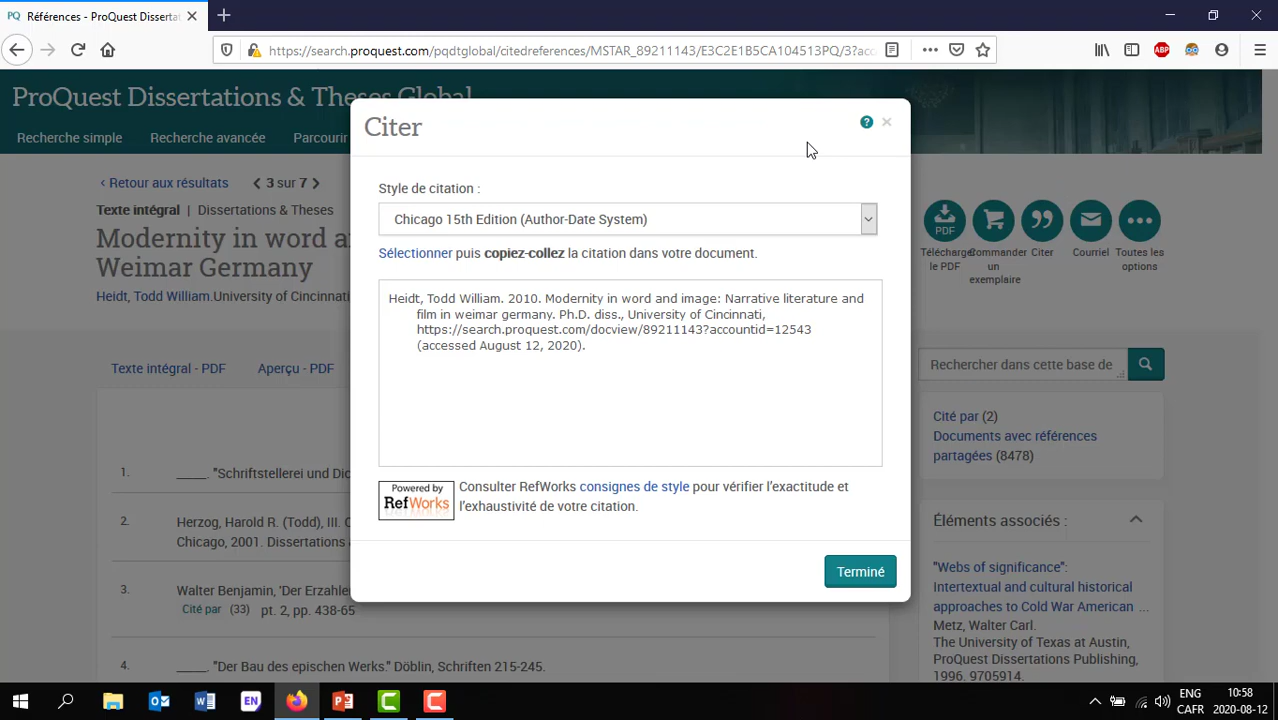 Références - ProQuest Disserta
https://search.proquest.com/pqdtglobal/citedreferences/MSTAR_89211143/E3C2E1B5CA104513PQ/3?acc
ProQuest Dissertations & Theses Global
Recherche simple
Recherche avancée
Parcourir
Retour aux résultats
3 sur 7
Texte intégral | Dissertations & Theses
Modernity in word a
Weimar Germany
Heidt, Todd William.University of Cincinnati
Texte intégral - PDF
Aperçu - PDF
1. ____. "Schriftstellerei und Dic
2. Herzog, Harold R. (Todd), III. C
Chicago, 2001. Dissertations a
3. Walter Benjamin, 'Der Erzahler
Cité par (33) pt. 2, pp. 438-65
4. ____. "Der Bau des epischen Werks." Döblin, Schriften 215-245.
Citer
Style de citation :
Chicago 15th Edition (Author-Date System)
Sélectionner puis copiez-collez la citation dans votre document.
Heidt, Todd William. 2010. Modernity in word and image: Narrative literature and
film in weimar germany. Ph.D. diss., University of Cincinnati,
https://search.proquest.com/docview/89211143?accountid=12543
(accessed August 12, 2020).
Powered by
RefWorks
Consulter RefWorks consignes de style pour vérifier l'exactitude et
l'exhaustivité de votre citation.
Terminé
PDF
Télécharger
le PDF
Commander
un
exemplaire
Citer
Courriel
Toutes les
options
Rechercher dans cette base de
Cité par (2)
Documents avec références
partagées (8478)
Éléments associés :
"Webs of significance":
Intertextual and cultural historical
approaches to Cold War American ...
Metz, Walter Carl.
The University of Texas at Austin,
ProQuest Dissertations Publishing,
1996. 9705914.
ENG
CAFR
10:58
2020-08-12